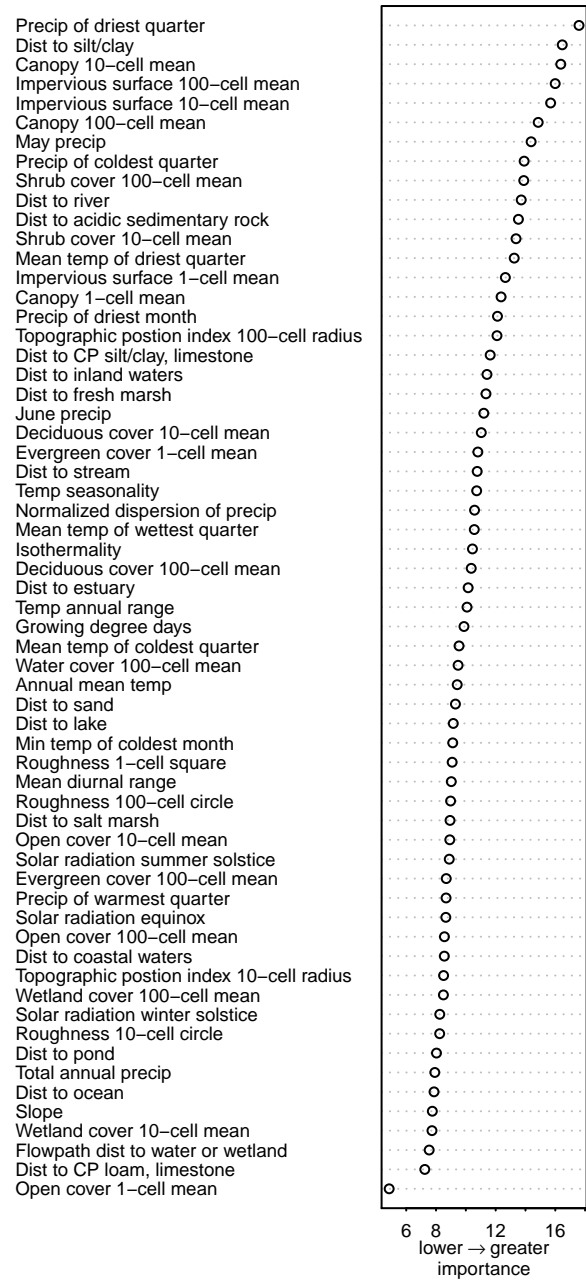 Precip of driest quarter
Dist to silt/clay
Canopy 10−cell mean
Impervious surface 100−cell mean
Impervious surface 10−cell mean
Canopy 100−cell mean
May precip
Precip of coldest quarter
Shrub cover 100−cell mean
Dist to river
Dist to acidic sedimentary rock
Shrub cover 10−cell mean
Mean temp of driest quarter
Impervious surface 1−cell mean
Canopy 1−cell mean
Precip of driest month
Topographic postion index 100−cell radius
Dist to CP silt/clay, limestone
Dist to inland waters
Dist to fresh marsh
June precip
Deciduous cover 10−cell mean
Evergreen cover 1−cell mean
Dist to stream
Temp seasonality
Normalized dispersion of precip
Mean temp of wettest quarter
Isothermality
Deciduous cover 100−cell mean
Dist to estuary
Temp annual range
Growing degree days
Mean temp of coldest quarter
Water cover 100−cell mean
Annual mean temp
Dist to sand
Dist to lake
Min temp of coldest month
Roughness 1−cell square
Mean diurnal range
Roughness 100−cell circle
Dist to salt marsh
Open cover 10−cell mean
Solar radiation summer solstice
Evergreen cover 100−cell mean
Precip of warmest quarter
Solar radiation equinox
Open cover 100−cell mean
Dist to coastal waters
Topographic postion index 10−cell radius
Wetland cover 100−cell mean
Solar radiation winter solstice
Roughness 10−cell circle
Dist to pond
Total annual precip
Dist to ocean
Slope
Wetland cover 10−cell mean
Flowpath dist to water or wetland
Dist to CP loam, limestone
Open cover 1−cell mean
6 8 12 16
lower → greater
importance